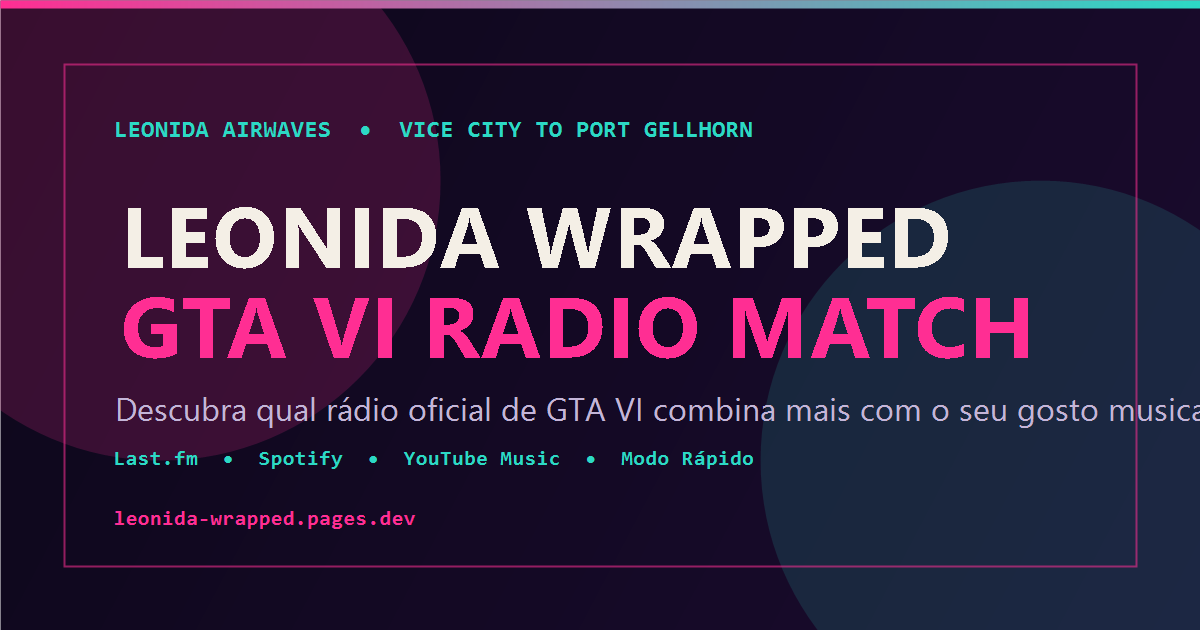 LEONIDA AIRWAVES • VICE CITY TO PORT GELLHORN
LEONIDA WRAPPED
GTA VI RADIO MATCH
Descubra qual rádio oficial de GTA VI combina mais com o seu gosto musica
Last.fm • Spotify • YouTube Music • Modo Rápido
leonida-wrapped.pages.dev